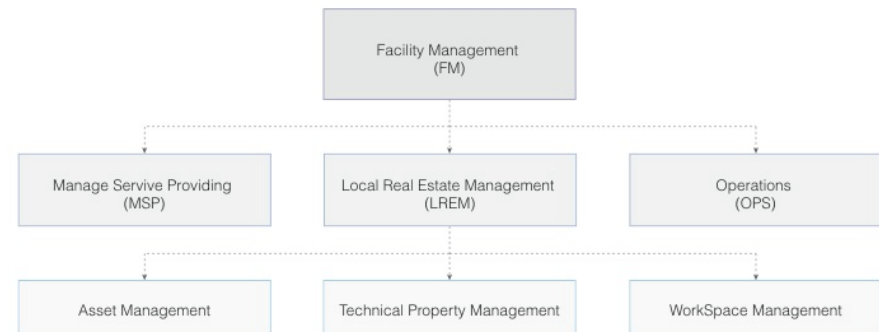 Facility Management
(FM)
Manage Servive Providing
(MSP)
Local Real Estate Management
(LREM)
Operations
(OPS)
Asset Management
Technical Property Management
WorkSpace Management